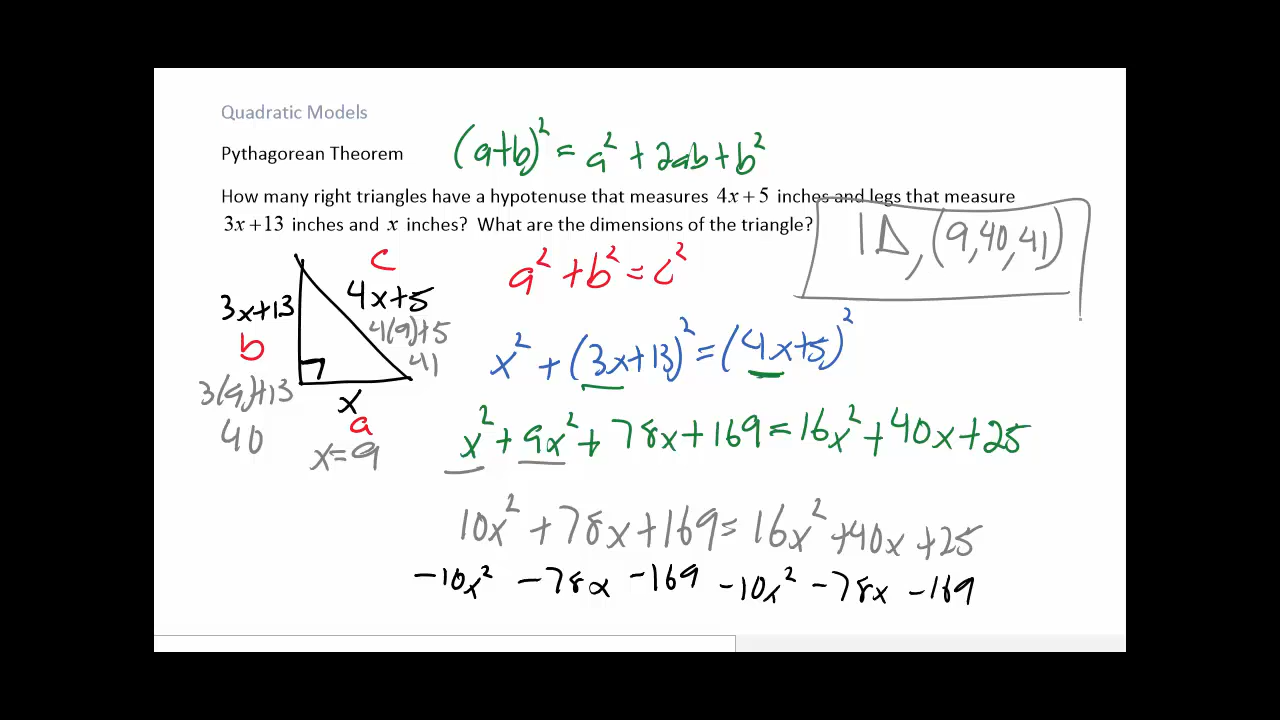 Quadratic Models
Pythagorean Theorem
(a+b)² = a² + 2ab + b²
How many right triangles have a hypotenuse that measures 4x + 5 inches and legs that measure
3x + 13 inches and x inches? What are the dimensions of the triangle?
1Δ, (9,40,41)
c
a² + b² = c²
3x+13
4x+5
4(9)+5
b
41
x² + (3x+13)² = (4x+5)²
3(9)+13
x
40
a
x=9
x² + 9x² + 78x + 169 = 16x² + 40x + 25
10x² + 78x + 169 = 16x² + 40x + 25
-10x² - 78x - 169 - 10x² - 78x - 169